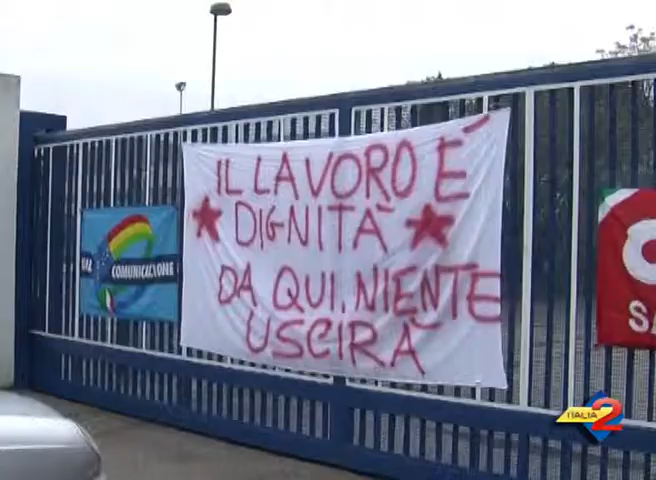 IL LAVORO É
DIGNITÀ
DA QUI NIENTE
USCIRÀ
COMUNICAZIONE
ITALIA
2